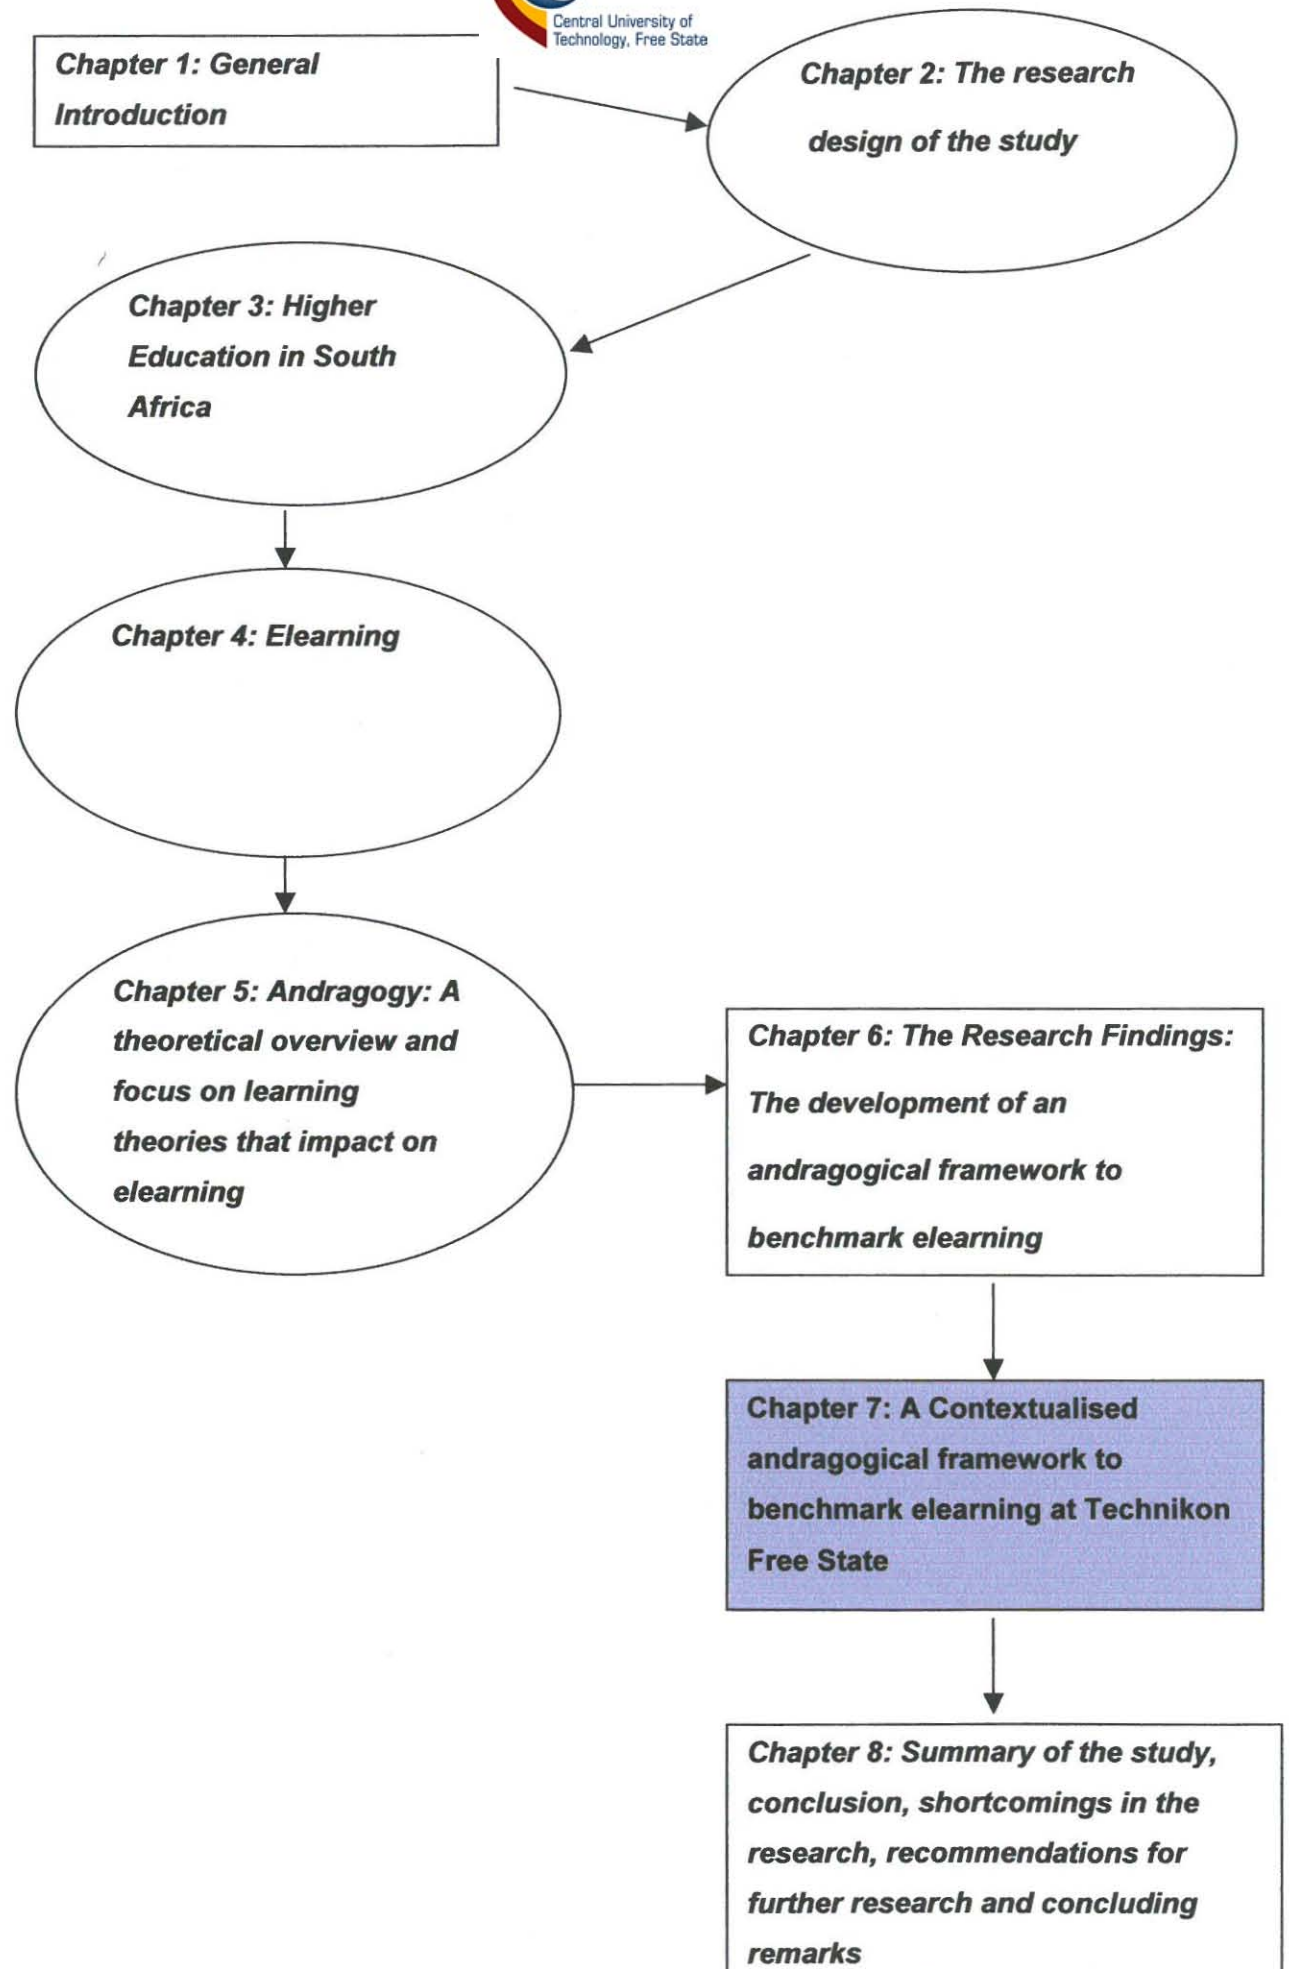 Central University of
Technology, Free State
Chapter 1: General
Introduction
Chapter 2: The research
design of the study
Chapter 3: Higher
Education in South
Africa
Chapter 4: Elearning
Chapter 5: Andragogy: A
theoretical overview and
focus on learning
theories that impact on
elearning
Chapter 6: The Research Findings:
The development of an
andragogical framework to
benchmark elearning
Chapter 7: A Contextualised
andragogical framework to
benchmark elearning at Technikon
Free State
Chapter 8: Summary of the study,
conclusion, shortcomings in the
research, recommendations for
further research and concluding
remarks